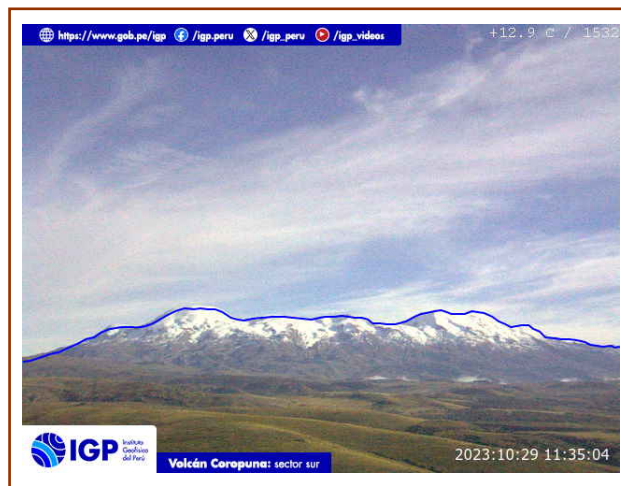 https://www.gob.pe/igp /igp.peru /igp_peru /igp_videos
+12.9 C / 1532
IGP Instituto
Geofísico
del Perú
Volcán Coropuna: sector sur
2023:10:29 11:35:04